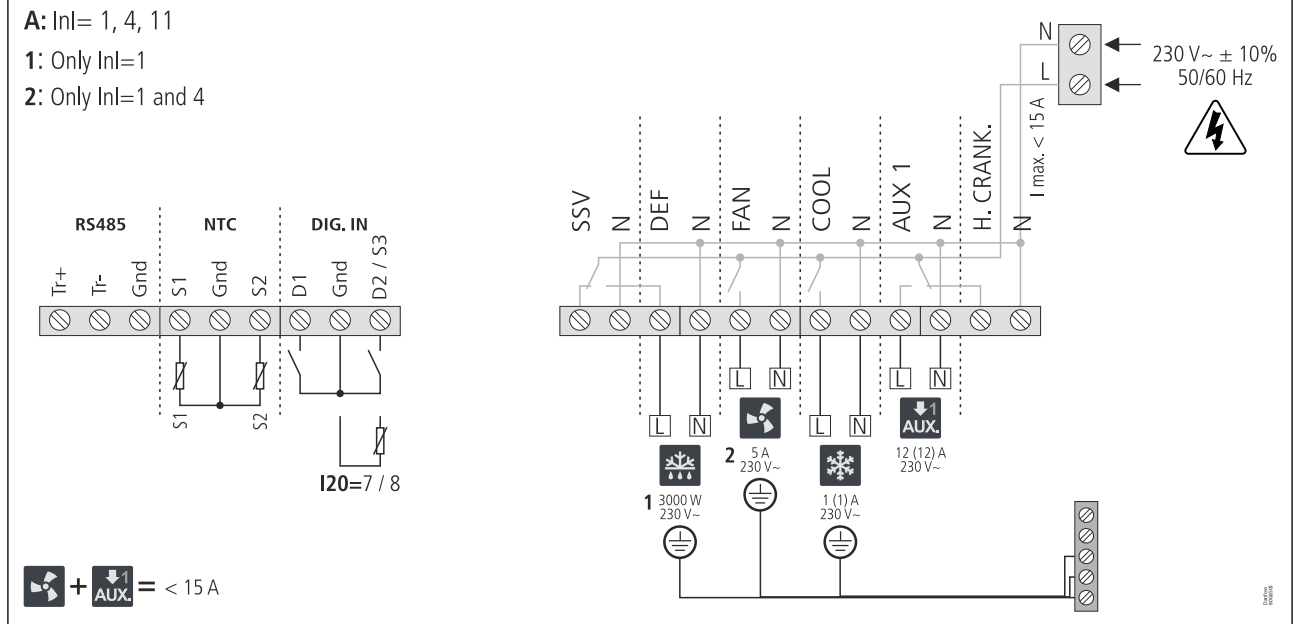 A: InI= 1, 4, 11
1: Only InI=1
2: Only InI=1 and 4
N
L
230 V~ ± 10%
50/60 Hz
I max. < 15 A
RS485
NTC
DIG. IN
Tr+
Tr-
Gnd
S1
Gnd
S2
D1
Gnd
D2 / S3
SSV
N
DEF
N
FAN
N
COOL
N
AUX 1
N
H. CRANK.
N
S1
S2
I20=7 / 8
L
N
L
N
L
N
L
N
1
AUX.
2
5 A
230 V~
12 (12) A
230 V~
1
3000 W
230 V~
1 (1) A
230 V~
1
AUX.
+
= < 15 A
Danfoss